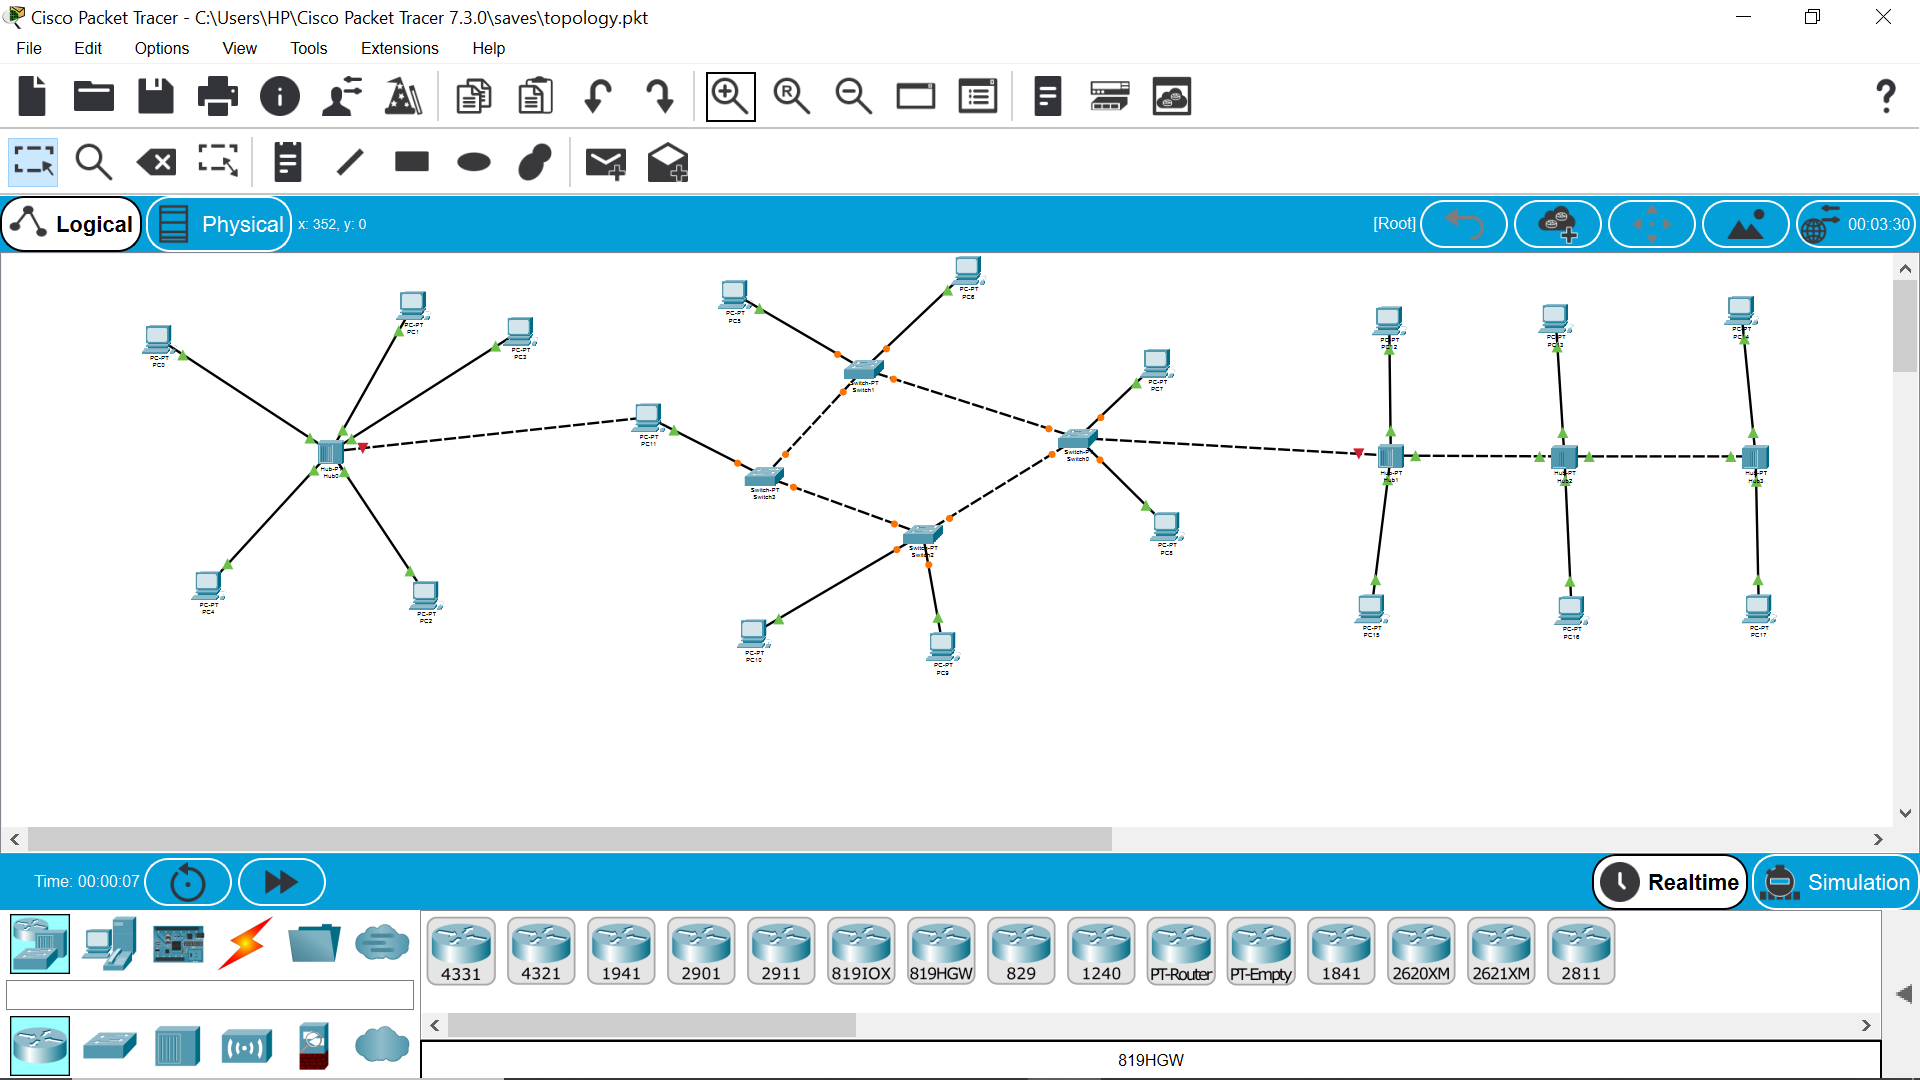 Cisco Packet Tracer - C:\Users\HP\Cisco Packet Tracer 7.3.0\saves\topology.pkt
File Edit Options View Tools Extensions Help
Logical Physical x: 352, y: 0 [Root] 00:03:30
PC-PT
PC6
PC-PT
PC5
PC-PT
PC1
PC-PT
PC3
PC-PT
PC0
PC-PT
PC12
PC-PT
PC13
PC-PT
PC14
Switch-PT
Switch1
PC-PT
PC7
PC-PT
PC11
Switch-PT
Switch0
Hub-PT
Hub0
Hub-PT
Hub1
Hub-PT
Hub2
Hub-PT
Hub3
Switch-PT
Switch3
Switch-PT
Switch2
PC-PT
PC8
PC-PT
PC4
PC-PT
PC2
PC-PT
PC15
PC-PT
PC16
PC-PT
PC17
PC-PT
PC10
PC-PT
PC9
Time: 00:00:07 Realtime Simulation
4331 4321 1941 2901 2911 819IOX 819HGW 829 1240 PT-Router PT-Empty 1841 2620XM 2621XM 2811
819HGW